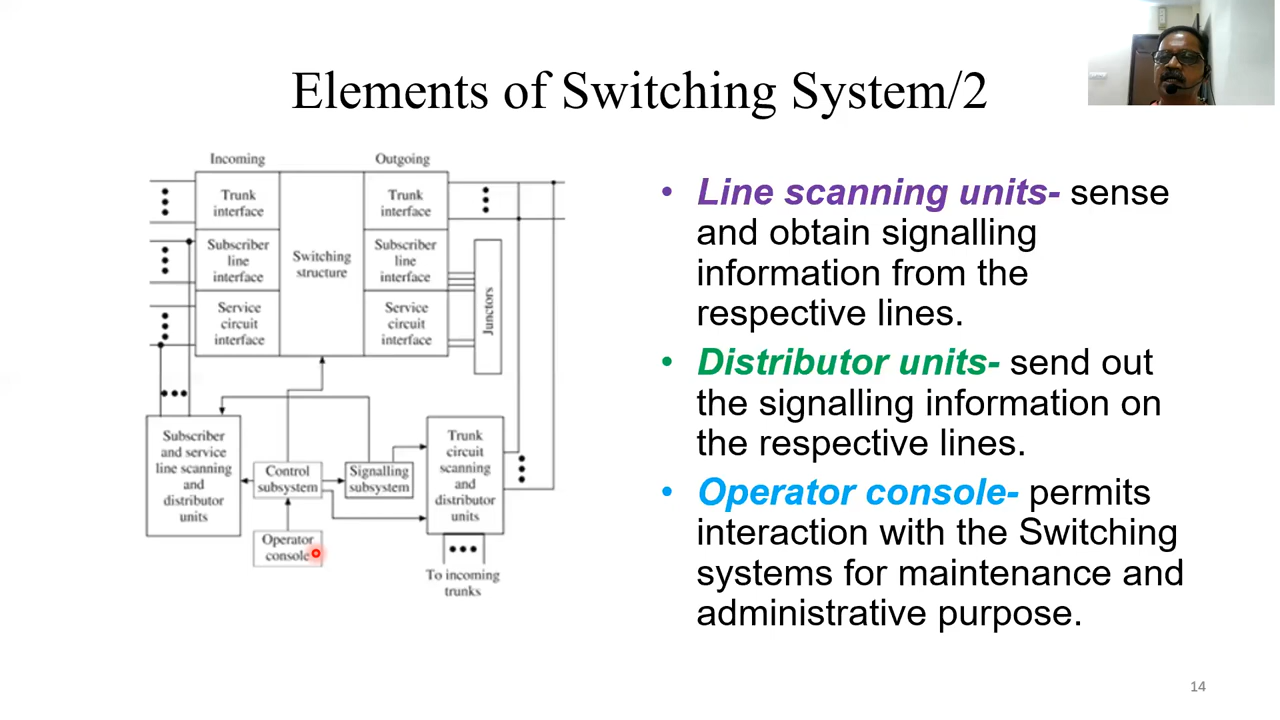 Elements of Switching System/2
Incoming
Outgoing
Trunk
interface
Subscriber
line
interface
Service
circuit
interface
Switching
structure
Trunk
interface
Subscriber
line
interface
Service
circuit
interface
Junctors
Subscriber
and service
line scanning
and
distributor
units
Control
subsystem
Signalling
subsystem
Trunk
circuit
scanning
and
distributor
units
Operator
console
To incoming
trunks
• Line scanning units- sense
and obtain signalling
information from the
respective lines.
• Distributor units- send out
the signalling information on
the respective lines.
• Operator console- permits
interaction with the Switching
systems for maintenance and
administrative purpose.
14